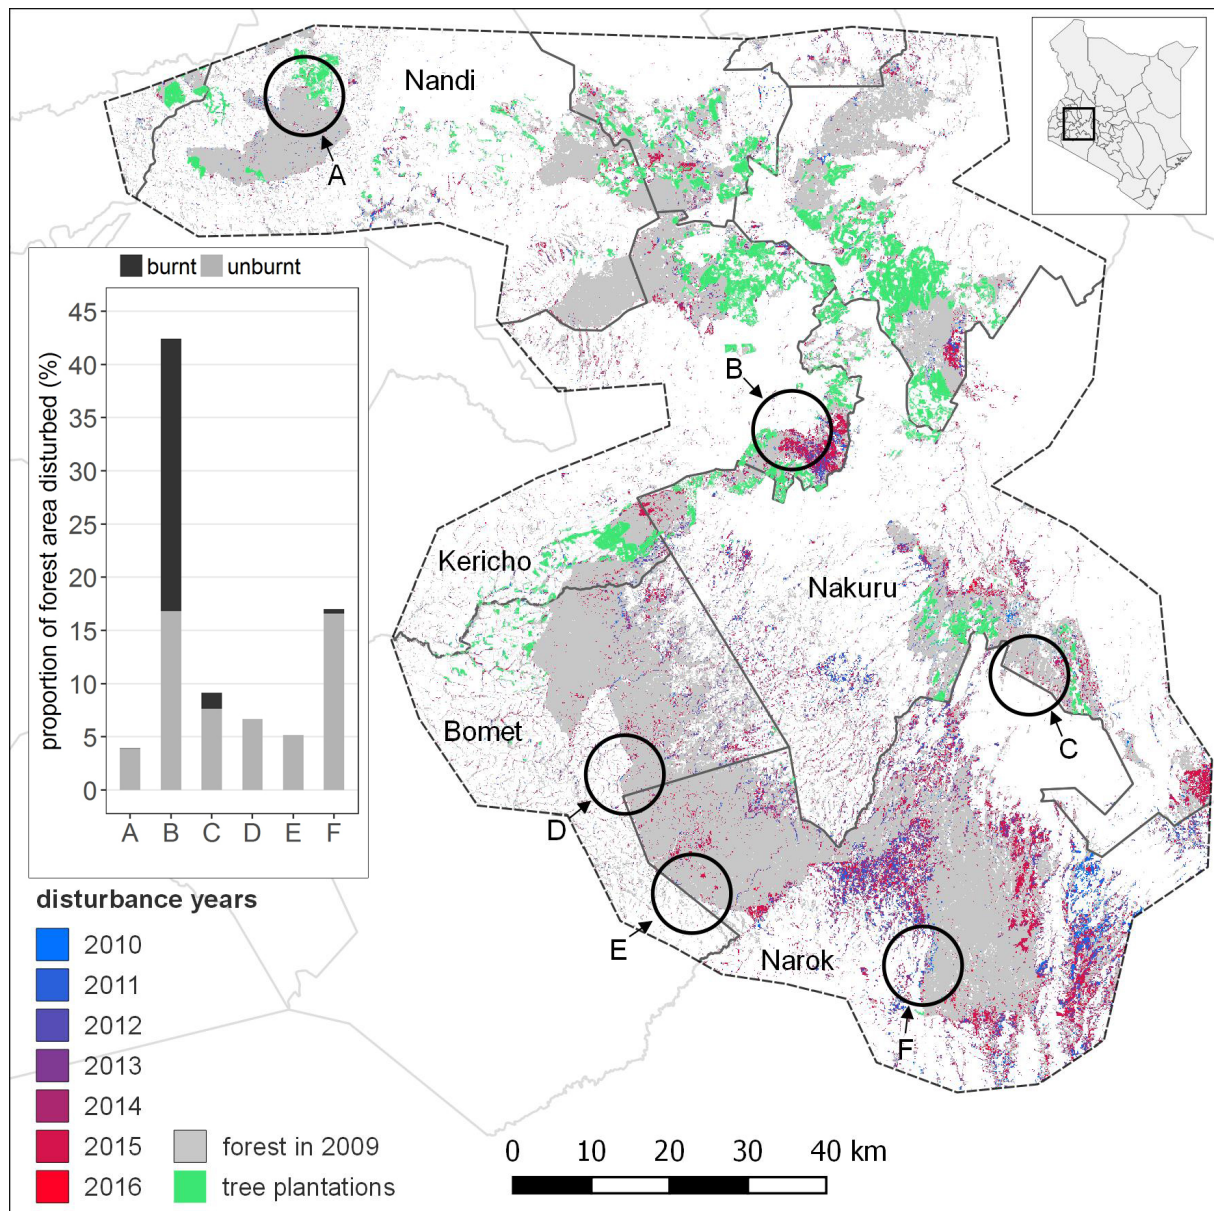 Nandi
A
burnt unburnt
proportion of forest area disturbed (%)
45
40
35
30
25
20
15
10
5
0
A B C D E F
B
Kericho
Nakuru
Bomet
C
D
E
Narok
F
disturbance years
2010
2011
2012
2013
2014
2015
2016
forest in 2009
tree plantations
0 10 20 30 40 km